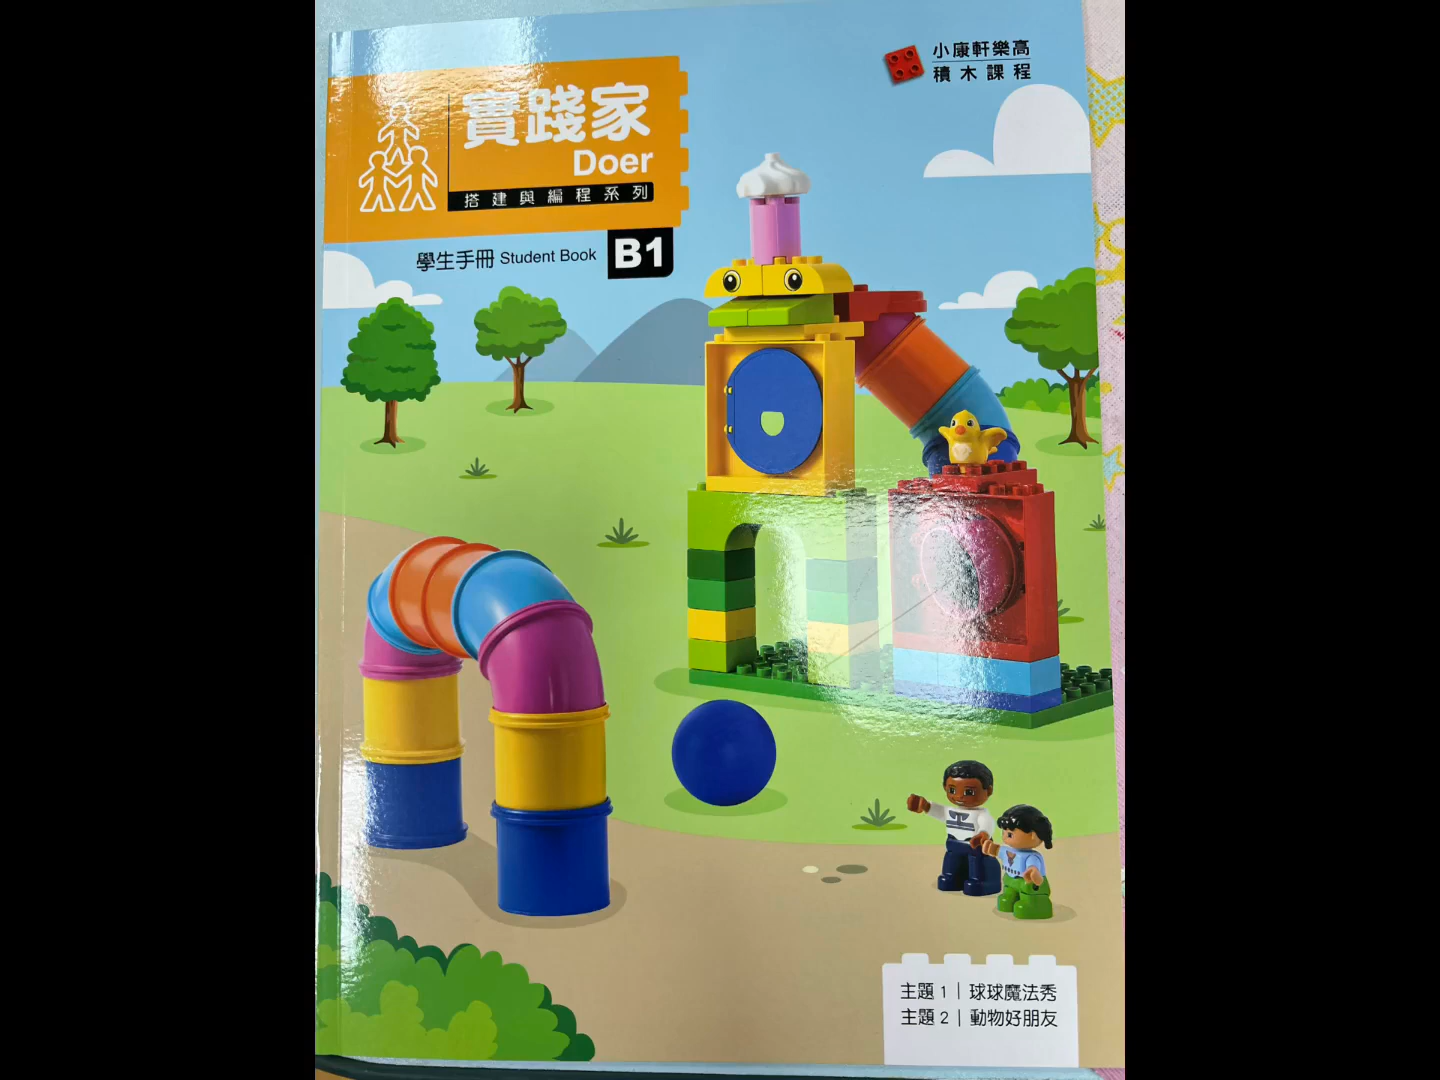 小康軒樂高
積木課程
實踐家
Doer
搭建與編程系列
學生手冊 Student Book B1
主題 1｜球球魔法秀
主題 2｜動物好朋友